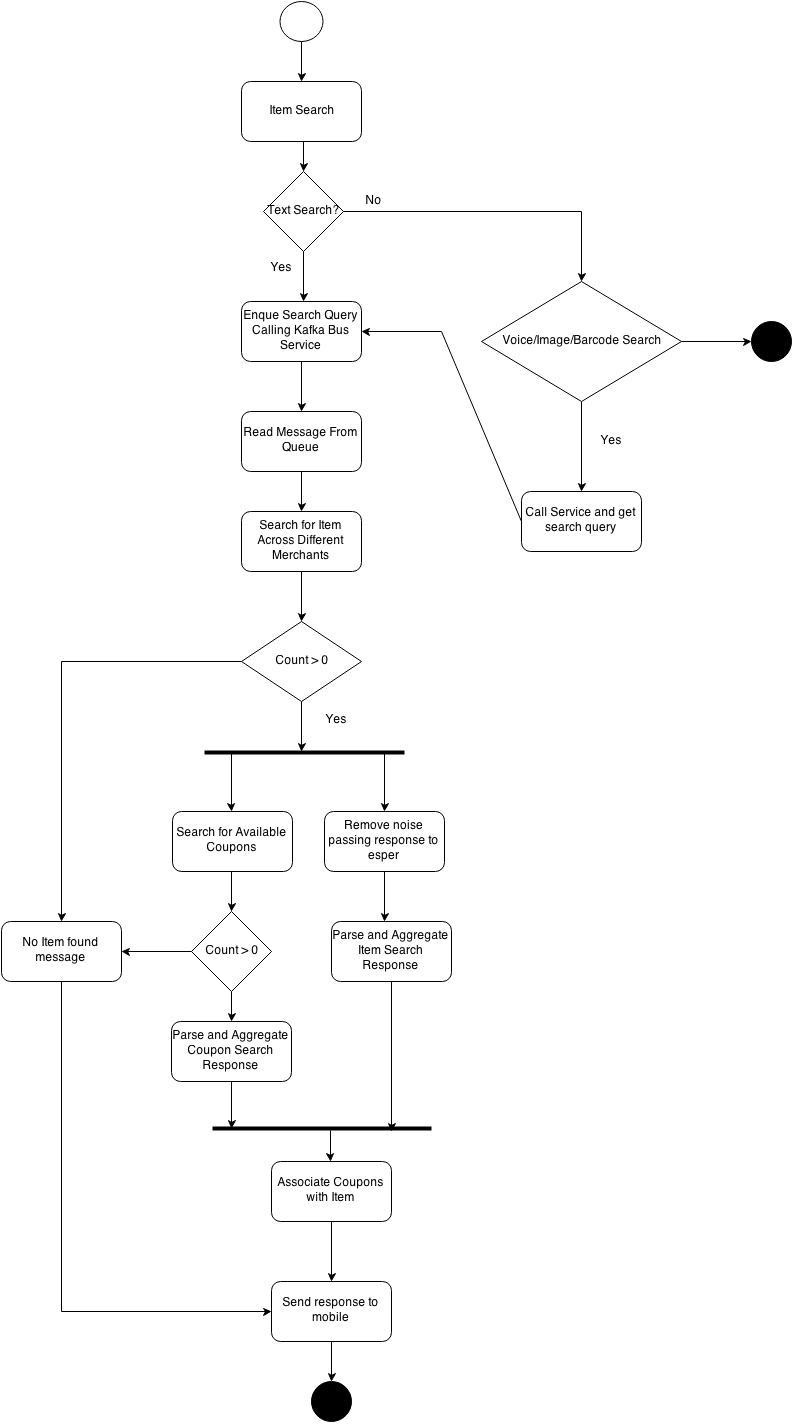 Item Search
Text Search?
No
Yes
Enque Search Query
Calling Kafka Bus
Service
Voice/Image/Barcode Search
Read Message From
Queue
Yes
Call Service and get
search query
Search for Item
Across Different
Merchants
Count > 0
Yes
Search for Available
Coupons
Remove noise
passing response to
esper
No Item found
message
Count > 0
Parse and Aggregate
Item Search
Response
Parse and Aggregate
Coupon Search
Response
Associate Coupons
with Item
Send response to
mobile